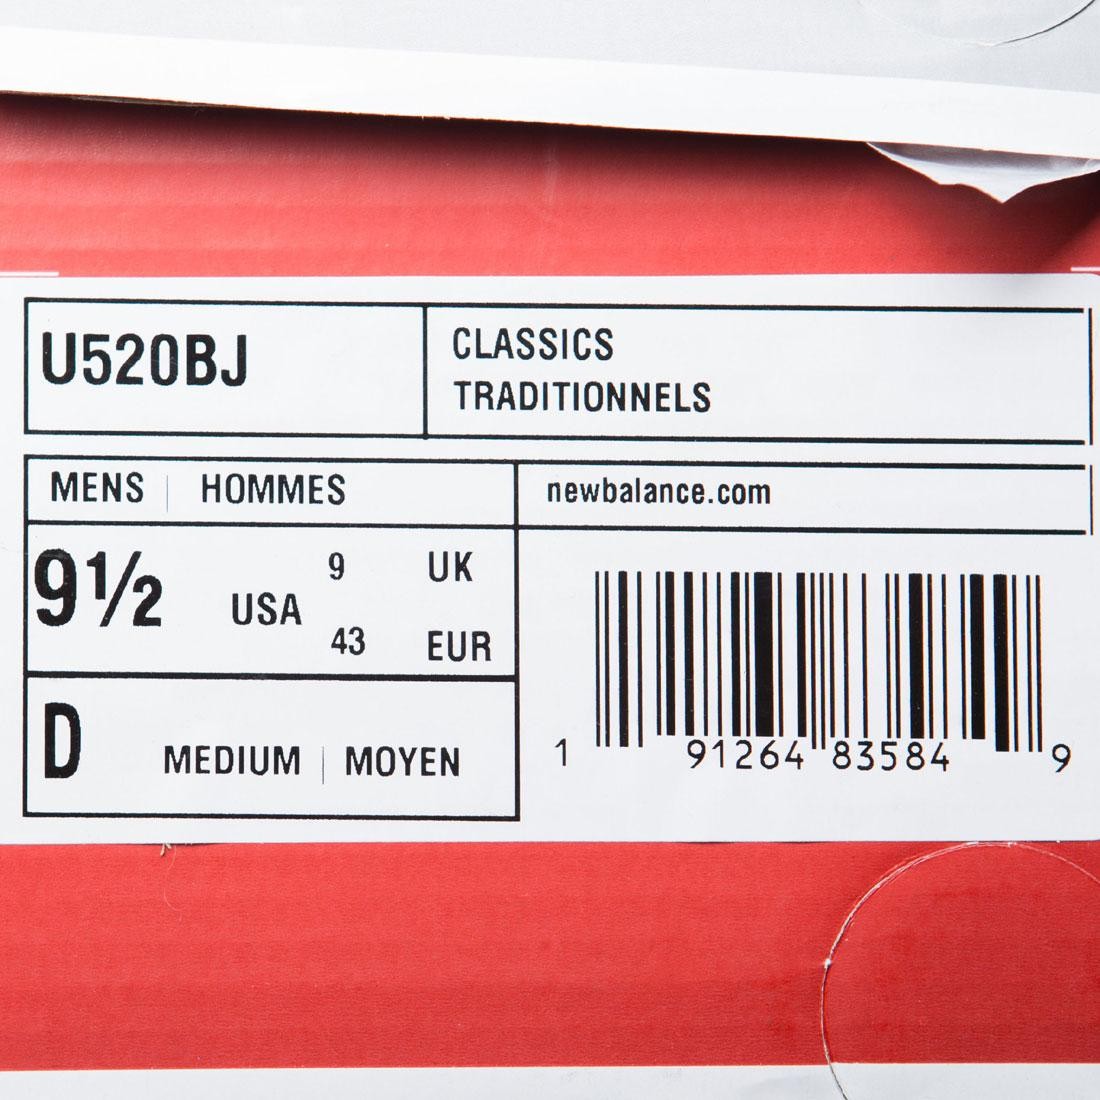 U520BJ
CLASSICS
TRADITIONNELS
MENS | HOMMES
newbalance.com
9½ USA
9 UK
43 EUR
D MEDIUM | MOYEN
1 91264 83584 9